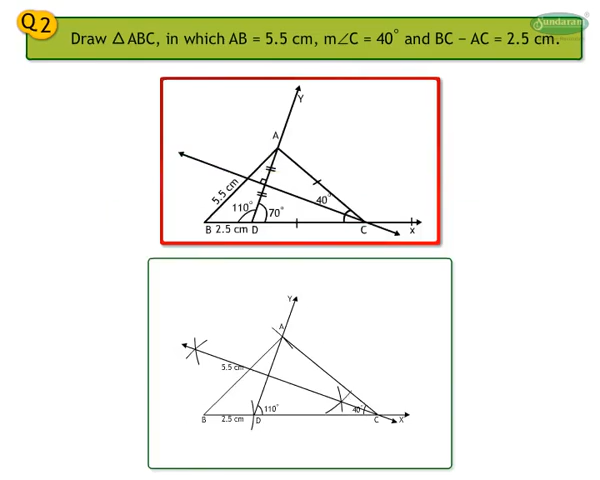 Q2
Sundaram
Draw △ABC, in which AB = 5.5 cm, m∠C = 40° and BC − AC = 2.5 cm.
Y
A
5.5 cm
40°
110°
70°
B 2.5 cm D C x
Y
A
5.5 cm
110°
40°
B 2.5 cm D C X